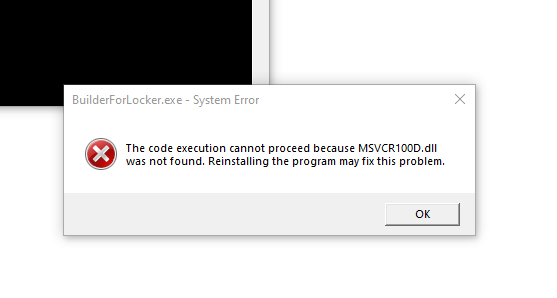 BuilderForLocker.exe - System Error
The code execution cannot proceed because MSVCR100D.dll
was not found. Reinstalling the program may fix this problem.
OK